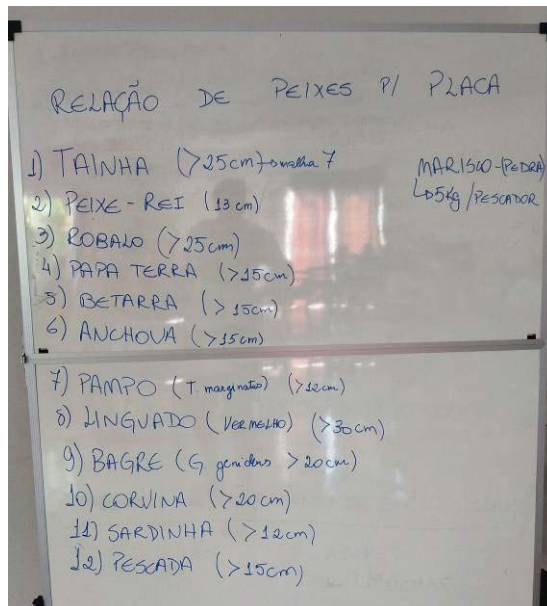 RELAÇÃO DE PEIXES P/ PLACA
1) TAINHA (>25cm)→malha 7
MARISCO-(PEDRA)
↳5kg/PESCADOR
2) PEIXE-REI (13 cm)
3) ROBALO (>25cm)
4) PAPA TERRA (>15cm)
5) BETARRA (>15cm)
6) ANCHOVA (>15cm)
7) PAMPO (T. marginatus) (>12cm)
8) LINGUADO (VERMELHO) (>30cm)
9) BAGRE (G. genidens >20cm)
10) CORVINA (>20cm)
11) SARDINHA (>12cm)
12) PESCADA (>15cm)